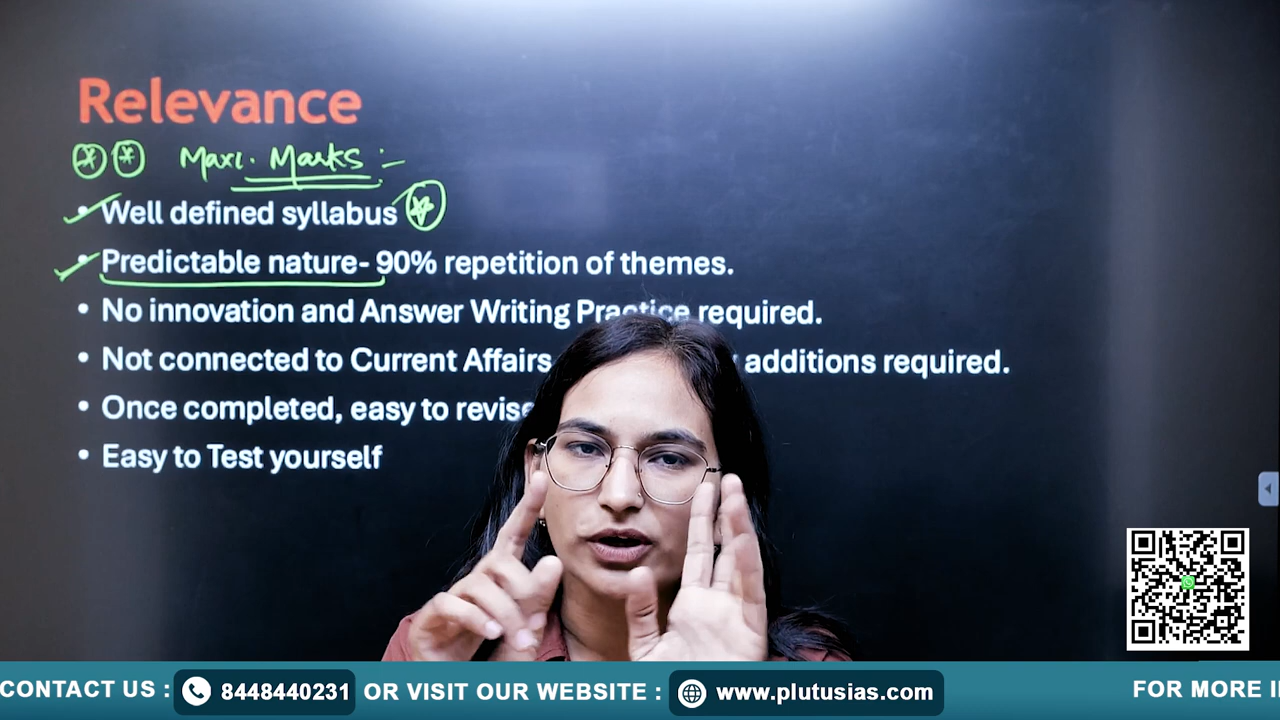 Relevance
Maxi. Marks :-
• Well defined syllabus
• Predictable nature- 90% repetition of themes.
• No innovation and Answer Writing Practice required.
• Not connected to Current Affairs additions required.
• Once completed, easy to revise
• Easy to Test yourself
CONTACT US : 8448440231 OR VISIT OUR WEBSITE : www.plutusias.com FOR MORE I